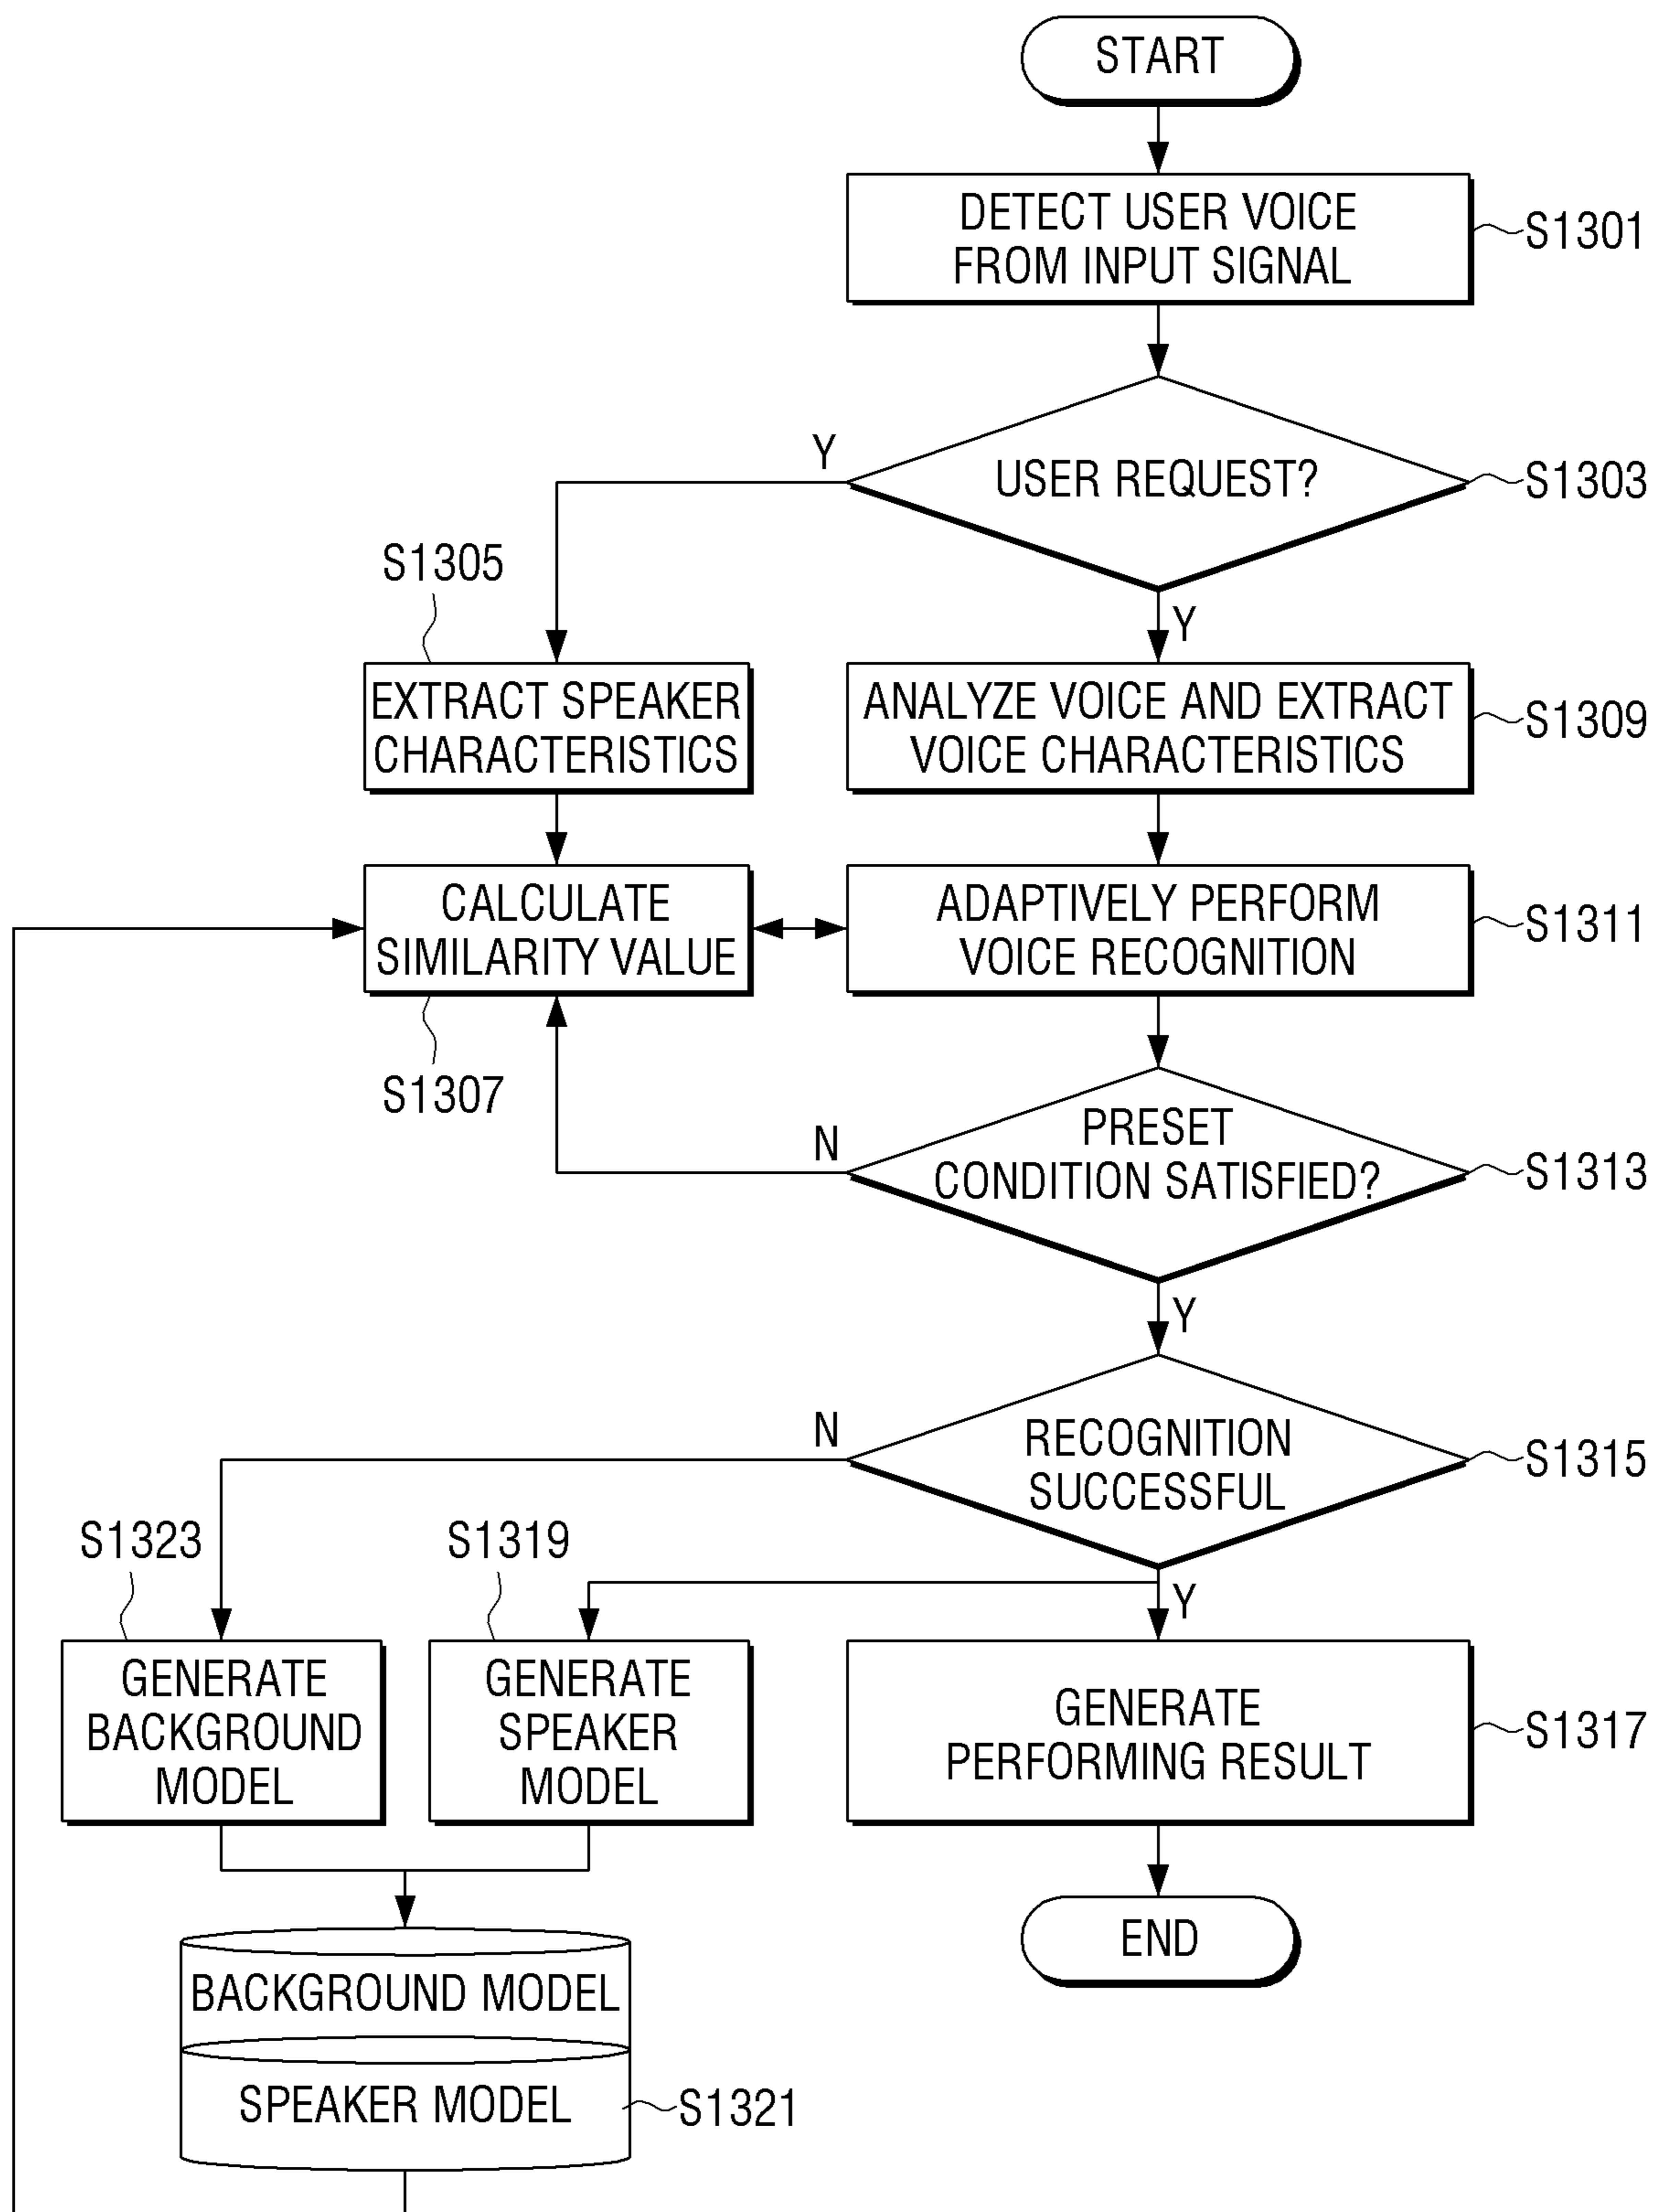 START
DETECT USER VOICE
FROM INPUT SIGNAL
S1301
Y
USER REQUEST?
S1303
S1305
Y
EXTRACT SPEAKER
CHARACTERISTICS
ANALYZE VOICE AND EXTRACT
VOICE CHARACTERISTICS
S1309
CALCULATE
SIMILARITY VALUE
ADAPTIVELY PERFORM
VOICE RECOGNITION
S1311
S1307
N
PRESET
CONDITION SATISFIED?
S1313
Y
N
RECOGNITION
SUCCESSFUL
S1315
S1323
S1319
Y
GENERATE
BACKGROUND
MODEL
GENERATE
SPEAKER
MODEL
GENERATE
PERFORMING RESULT
S1317
END
BACKGROUND MODEL
SPEAKER MODEL
S1321